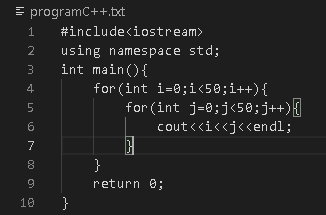 programC++.txt
1 #include<iostream>
2 using namespace std;
3 int main(){
4     for(int i=0;i<50;i++){
5         for(int j=0;j<50;j++){
6             cout<<i<<j<<endl;
7         }
8     }
9     return 0;
10 }